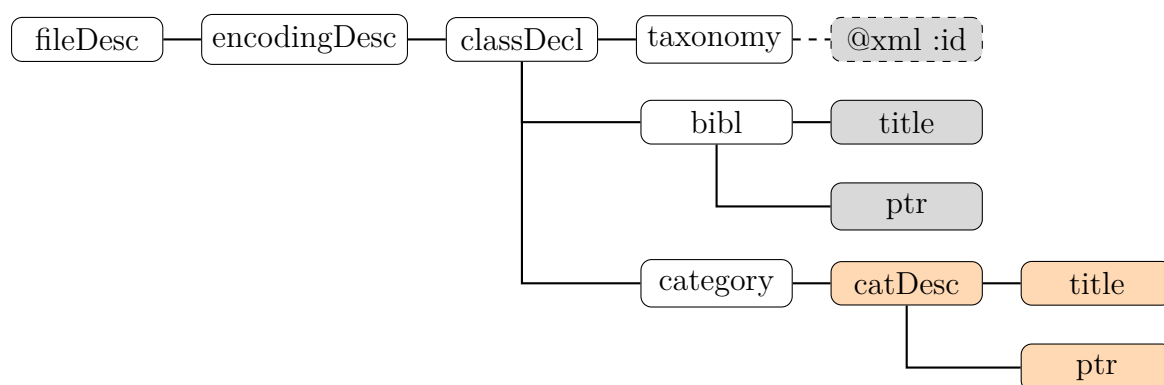 fileDesc encodingDesc classDecl taxonomy @xml :id
bibl title
ptr
category catDesc title
ptr